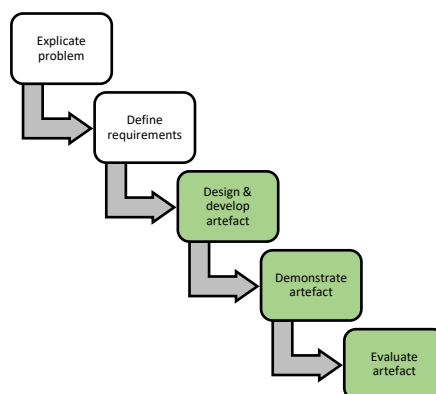 Explicate
problem
Define
requirements
Design &
develop
artefact
Demonstrate
artefact
Evaluate
artefact